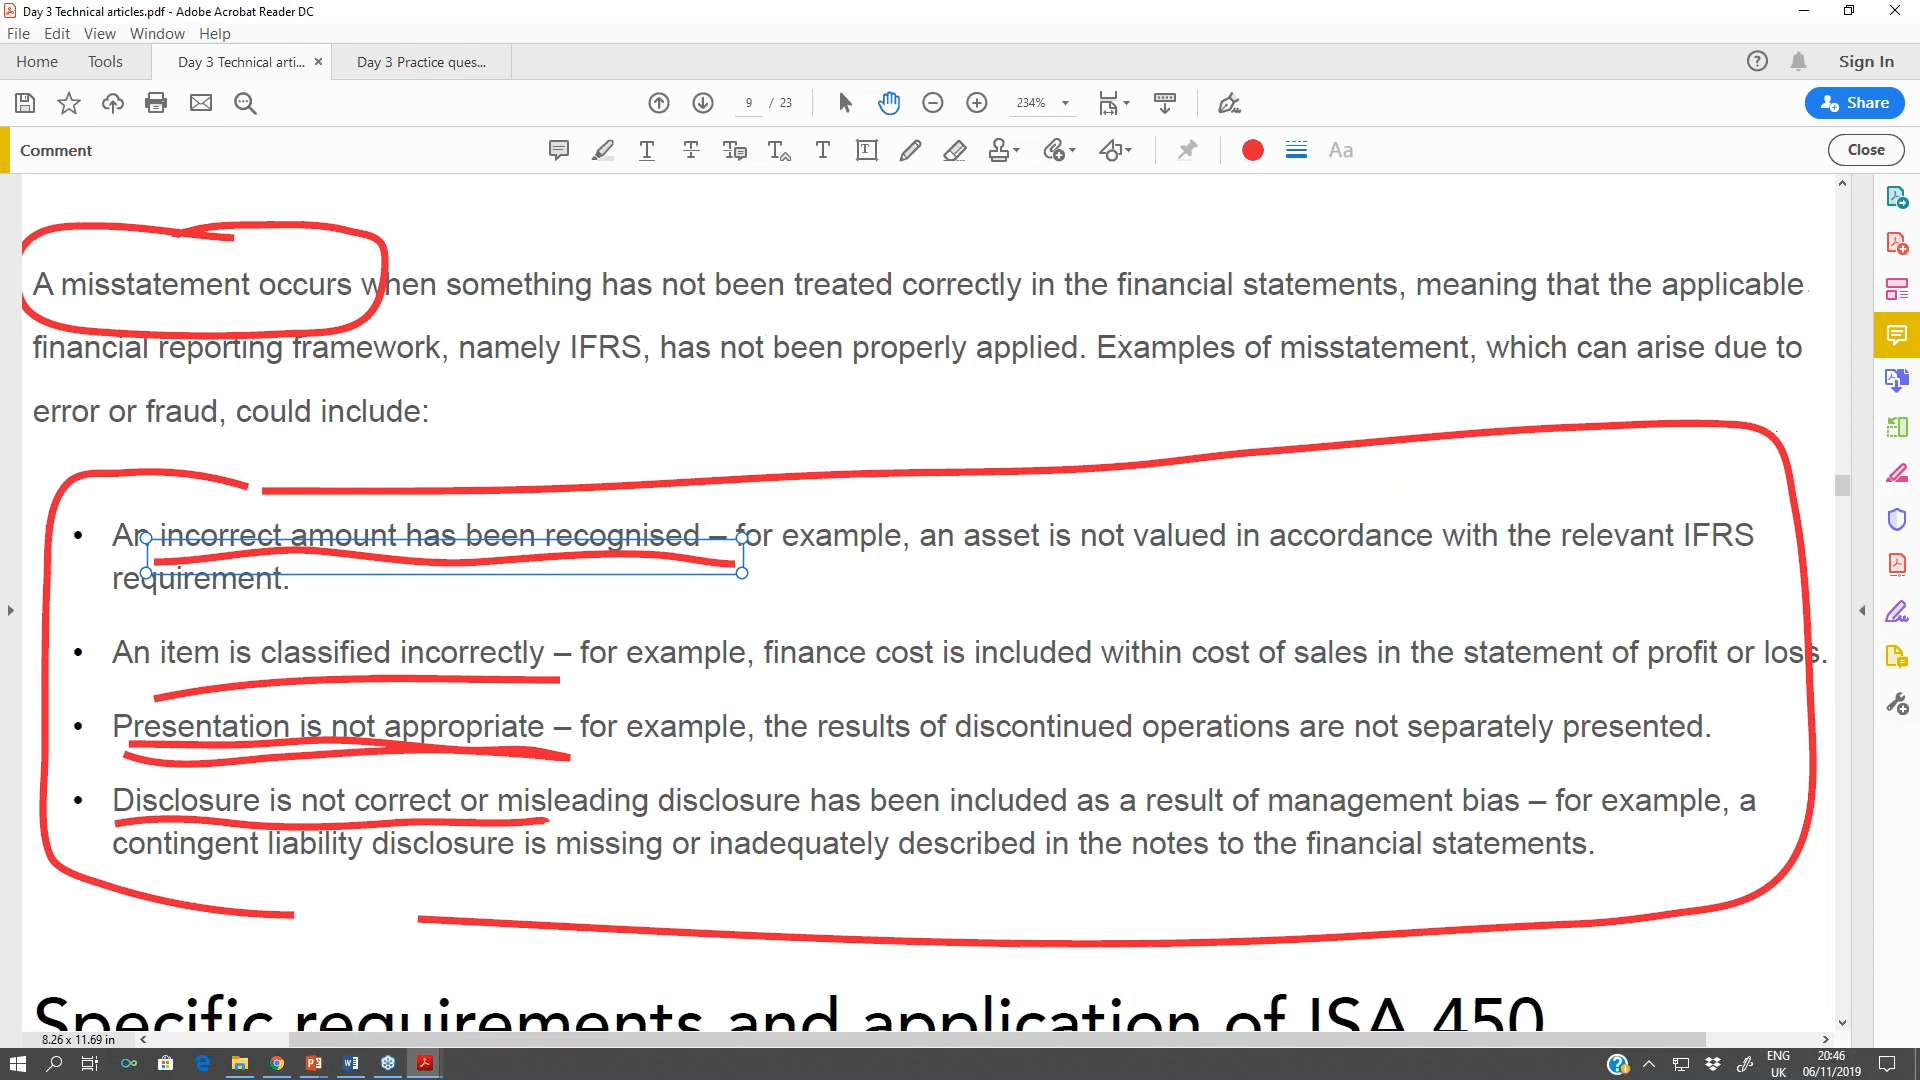 Day 3 Technical articles.pdf - Adobe Acrobat Reader DC
File Edit View Window Help
Home Tools Day 3 Technical arti... × Day 3 Practice ques... Sign In
9 / 23 234% Share
Comment Aa Close
A misstatement occurs when something has not been treated correctly in the financial statements, meaning that the applicable
financial reporting framework, namely IFRS, has not been properly applied. Examples of misstatement, which can arise due to
error or fraud, could include:
• An incorrect amount has been recognised – for example, an asset is not valued in accordance with the relevant IFRS
requirement.
• An item is classified incorrectly – for example, finance cost is included within cost of sales in the statement of profit or loss.
• Presentation is not appropriate – for example, the results of discontinued operations are not separately presented.
• Disclosure is not correct or misleading disclosure has been included as a result of management bias – for example, a
contingent liability disclosure is missing or inadequately described in the notes to the financial statements.
Specific requirements and application of ISA 450
8.26 x 11.69 in
ENG 20:46
UK 06/11/2019